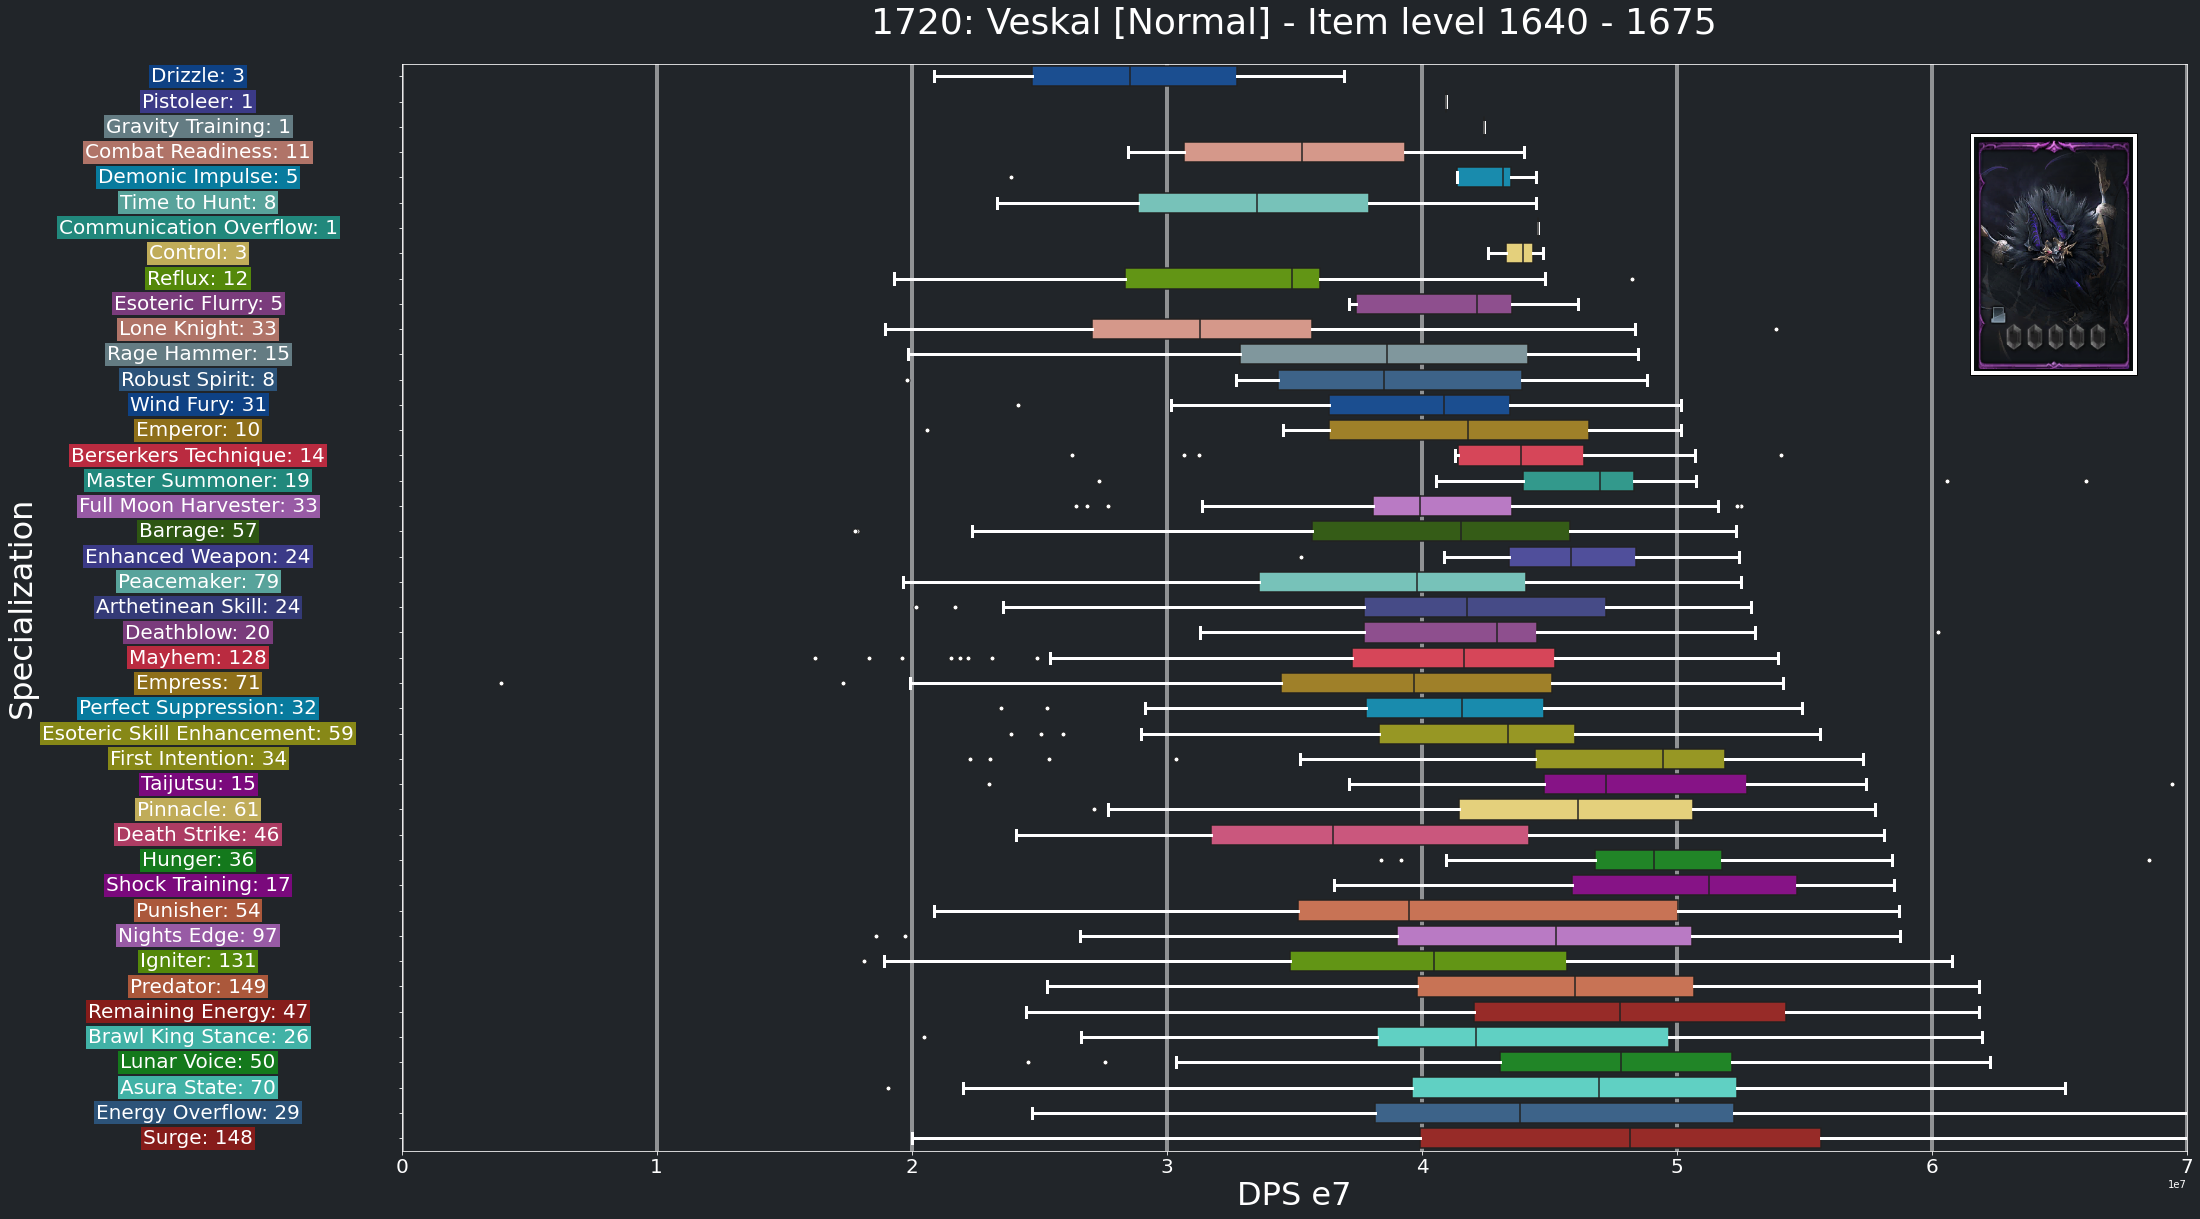 1720: Veskal [Normal] - Item level 1640 - 1675
Specialization
Drizzle: 3
Pistoleer: 1
Gravity Training: 1
Combat Readiness: 11
Demonic Impulse: 5
Time to Hunt: 8
Communication Overflow: 1
Control: 3
Reflux: 12
Esoteric Flurry: 5
Lone Knight: 33
Rage Hammer: 15
Robust Spirit: 8
Wind Fury: 31
Emperor: 10
Berserkers Technique: 14
Master Summoner: 19
Full Moon Harvester: 33
Barrage: 57
Enhanced Weapon: 24
Peacemaker: 79
Arthetinean Skill: 24
Deathblow: 20
Mayhem: 128
Empress: 71
Perfect Suppression: 32
Esoteric Skill Enhancement: 59
First Intention: 34
Taijutsu: 15
Pinnacle: 61
Death Strike: 46
Hunger: 36
Shock Training: 17
Punisher: 54
Nights Edge: 97
Igniter: 131
Predator: 149
Remaining Energy: 47
Brawl King Stance: 26
Lunar Voice: 50
Asura State: 70
Energy Overflow: 29
Surge: 148
0 1 2 3 4 5 6 7
DPS e7
1e7